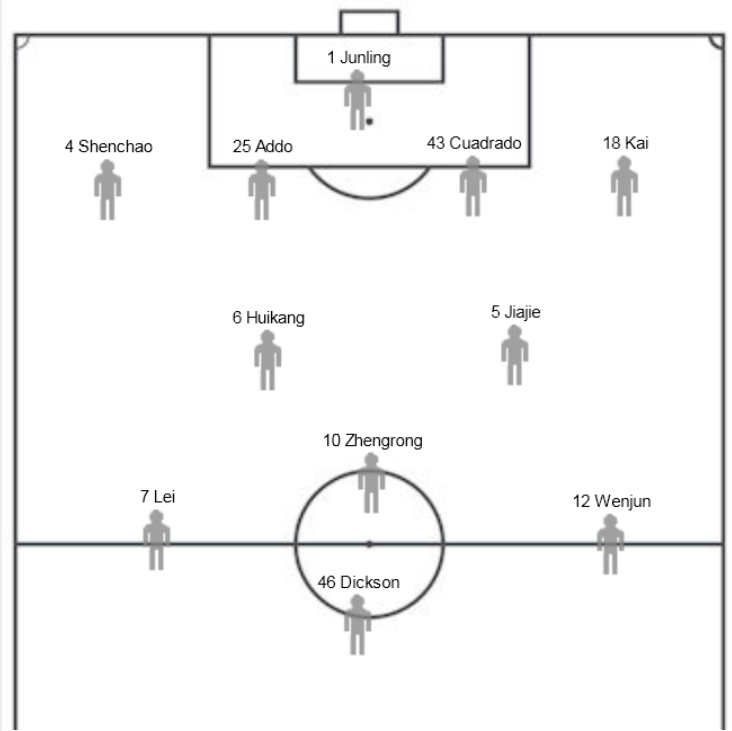 1 Junling
4 Shenchao
25 Addo
43 Cuadrado
18 Kai
6 Huikang
5 Jiajie
10 Zhengrong
7 Lei
12 Wenjun
46 Dickson